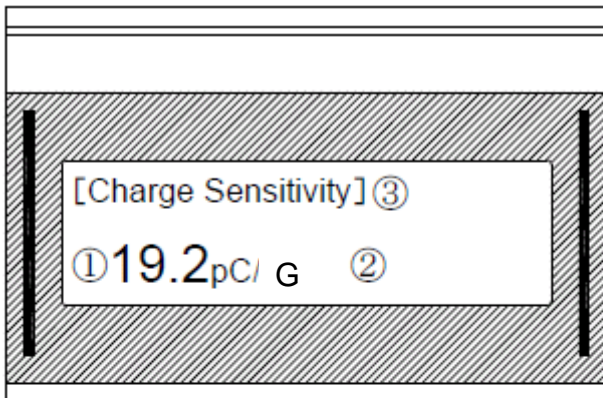 [Charge Sensitivity]③
①19.2pC/ G ②